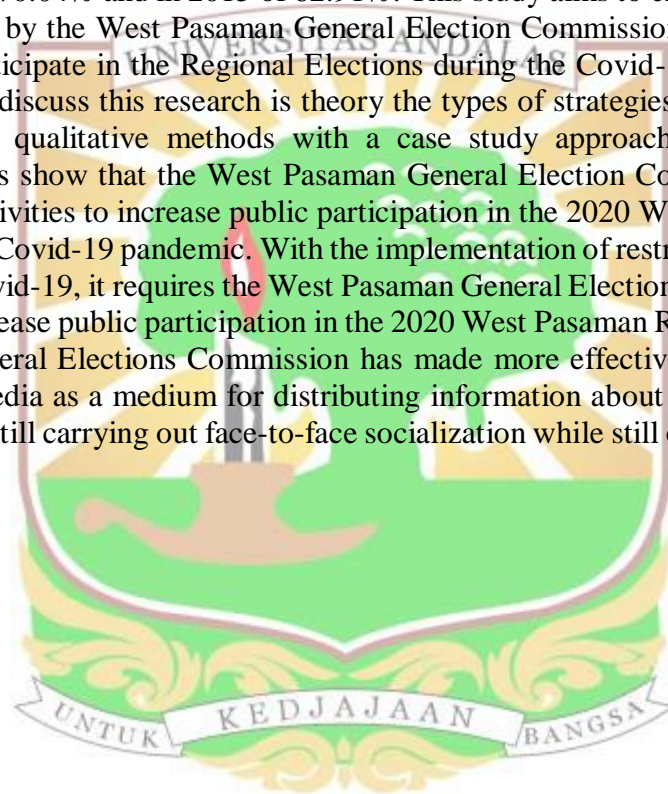 by the West Pasaman General Election Commission
UNIVERSITAS ANDALAS
ticipate in the Regional Elections during the Covid-
discuss this research is theory the types of strategies
qualitative methods with a case study approach
s show that the West Pasaman General Election Co
tivities to increase public participation in the 2020 W
Covid-19 pandemic. With the implementation of restr
vid-19, it requires the West Pasaman General Election
ease public participation in the 2020 West Pasaman R
eral Elections Commission has made more effectiv
edia as a medium for distributing information about
till carrying out face-to-face socialization while still
UNTUK KEDJAJAAN BANGSA